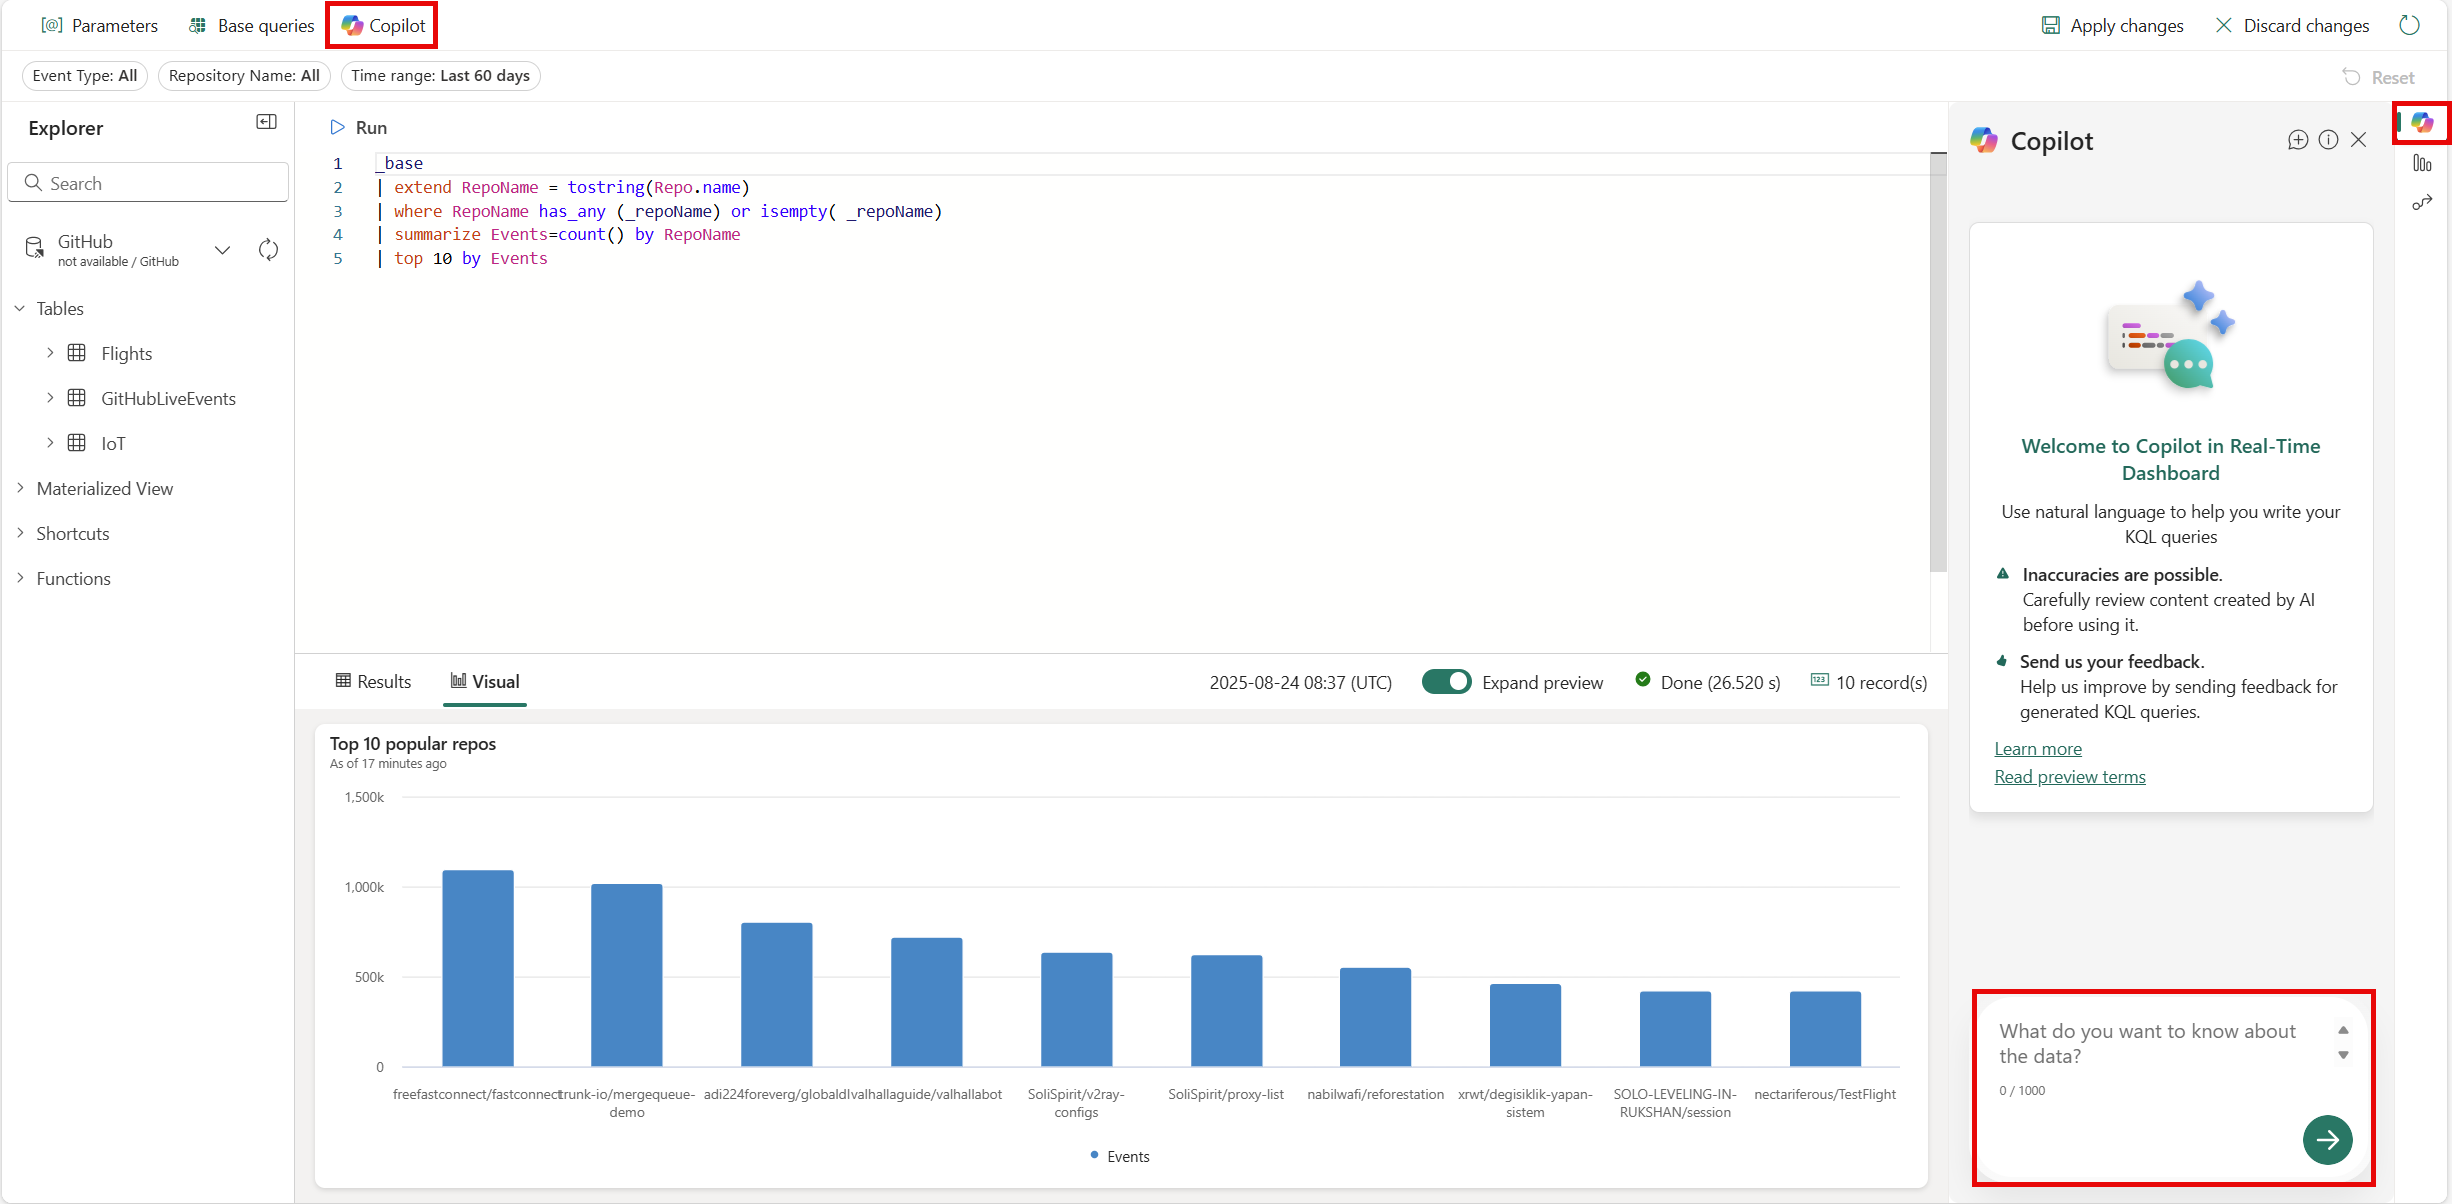 Parameters
Base queries
Copilot
Apply changes
Discard changes
Event Type: All
Repository Name: All
Time range: Last 60 days
Reset
Explorer
Search
GitHub
not available / GitHub
Tables
Flights
GitHubLiveEvents
IoT
Materialized View
Shortcuts
Functions
Run
1 _base
2 | extend RepoName = tostring(Repo.name)
3 | where RepoName has_any (_repoName) or isempty( _repoName)
4 | summarize Events=count() by RepoName
5 | top 10 by Events
Results
Visual
2025-08-24 08:37 (UTC)
Expand preview
Done (26.520 s)
123
10 record(s)
Top 10 popular repos
As of 17 minutes ago
1,500k
1,000k
500k
0
freefastconnect/fastconnect
trunk-io/mergequeue-
demo
adi224foreverg/globaldl
valhallaguide/valhallabot
SoliSpirit/v2ray-
configs
SoliSpirit/proxy-list
nabilwafi/reforestation
xrwt/degisiklik-yapan-
sistem
SOLO-LEVELING-IN-
RUKSHAN/session
nectariferous/TestFlight
Events
Copilot
Welcome to Copilot in Real-Time
Dashboard
Use natural language to help you write your
KQL queries
Inaccuracies are possible.
Carefully review content created by AI
before using it.
Send us your feedback.
Help us improve by sending feedback for
generated KQL queries.
Learn more
Read preview terms
What do you want to know about
the data?
0 / 1000